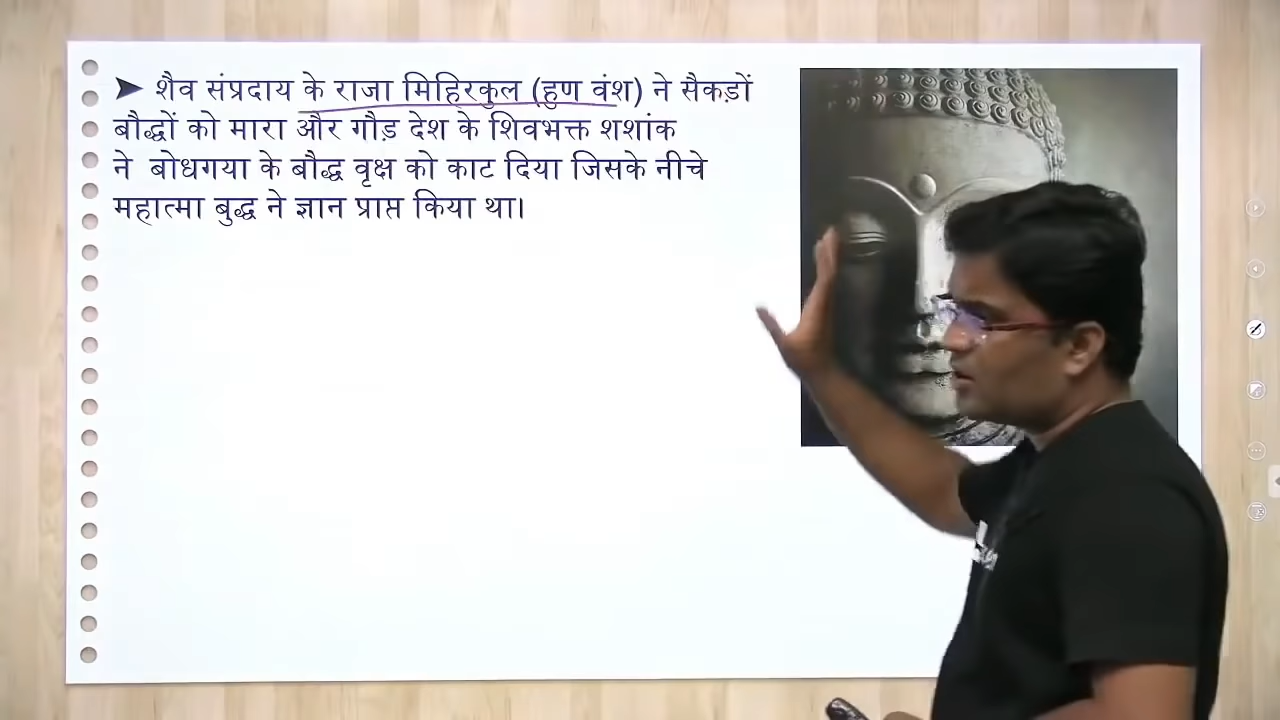 ➤ शैव संप्रदाय के राजा मिहिरकुल (हुण वंश) ने सैकड़ों
बौद्धों को मारा और गौड़ देश के शिवभक्त शशांक
ने बोधगया के बौद्ध वृक्ष को काट दिया जिसके नीचे
महात्मा बुद्ध ने ज्ञान प्राप्त किया था।